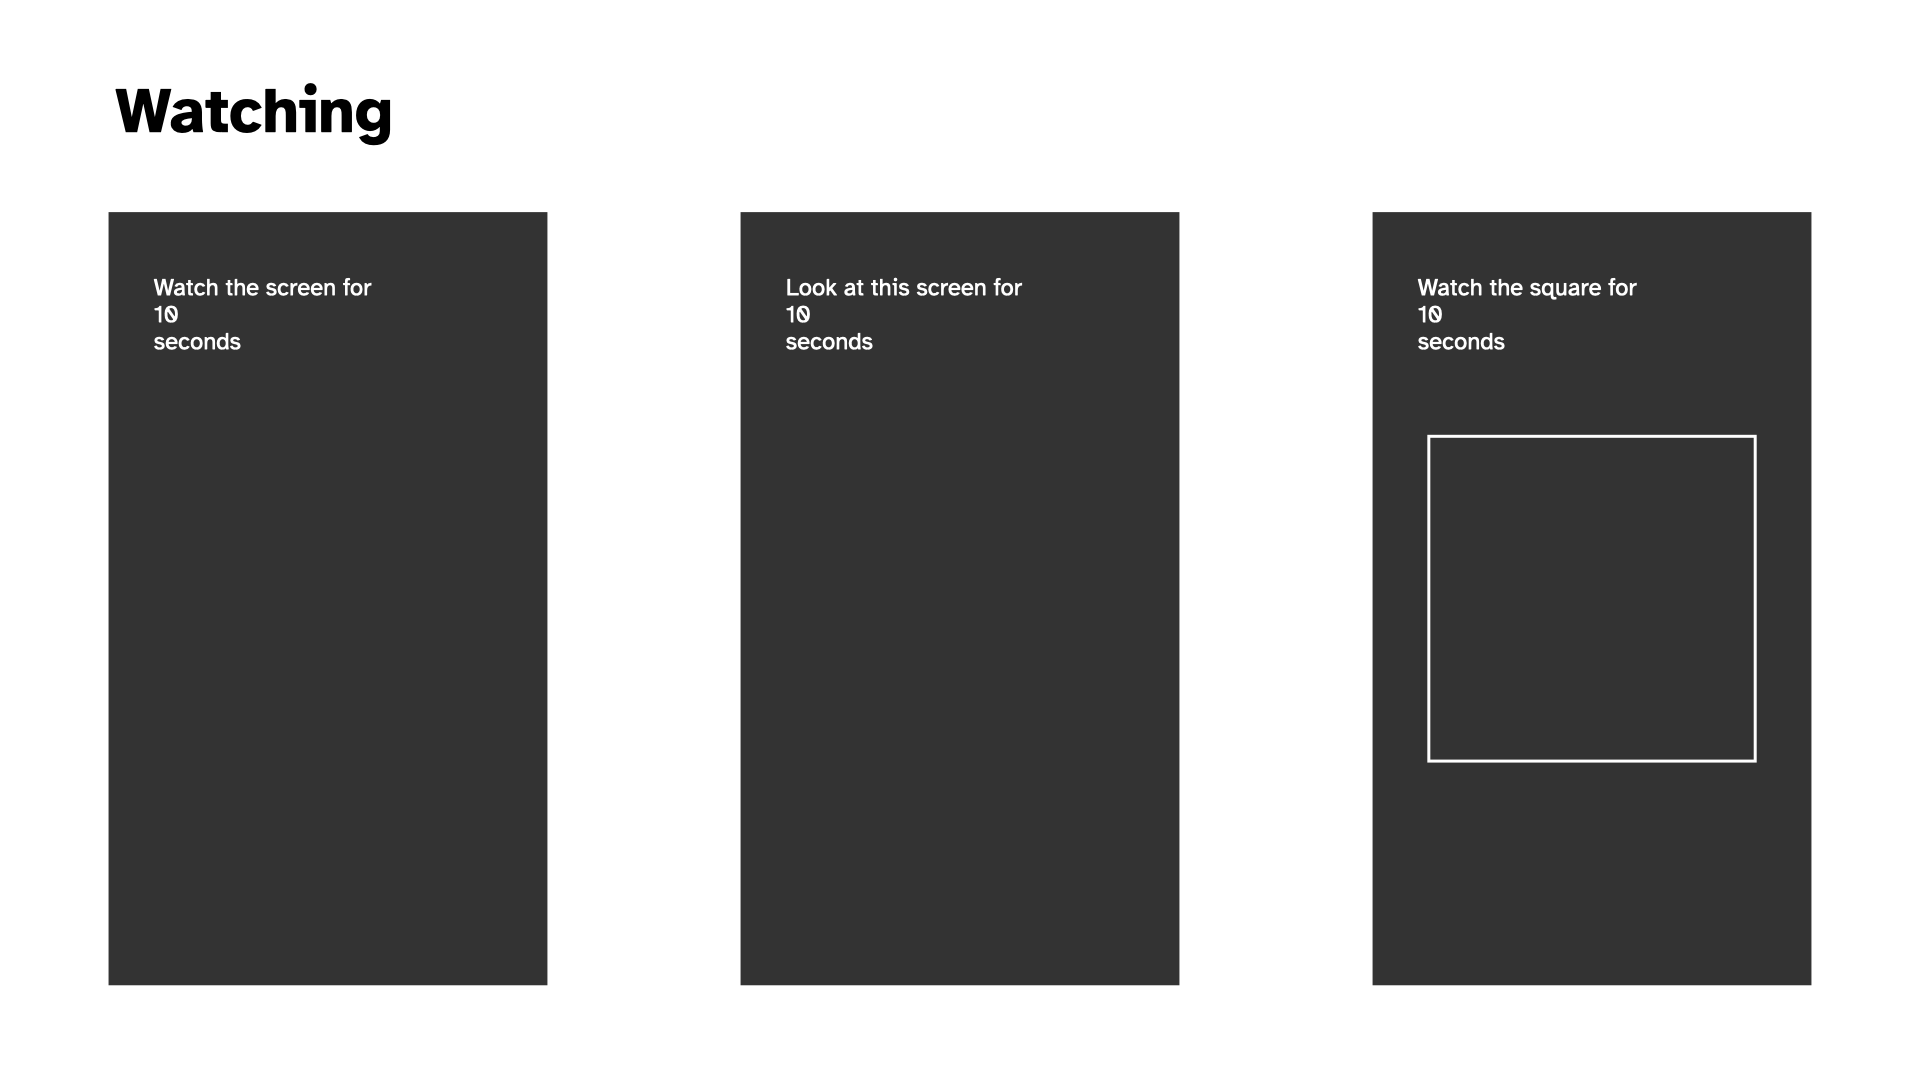 Watching
Watch the screen for
10
seconds
Look at this screen for
10
seconds
Watch the square for
10
seconds